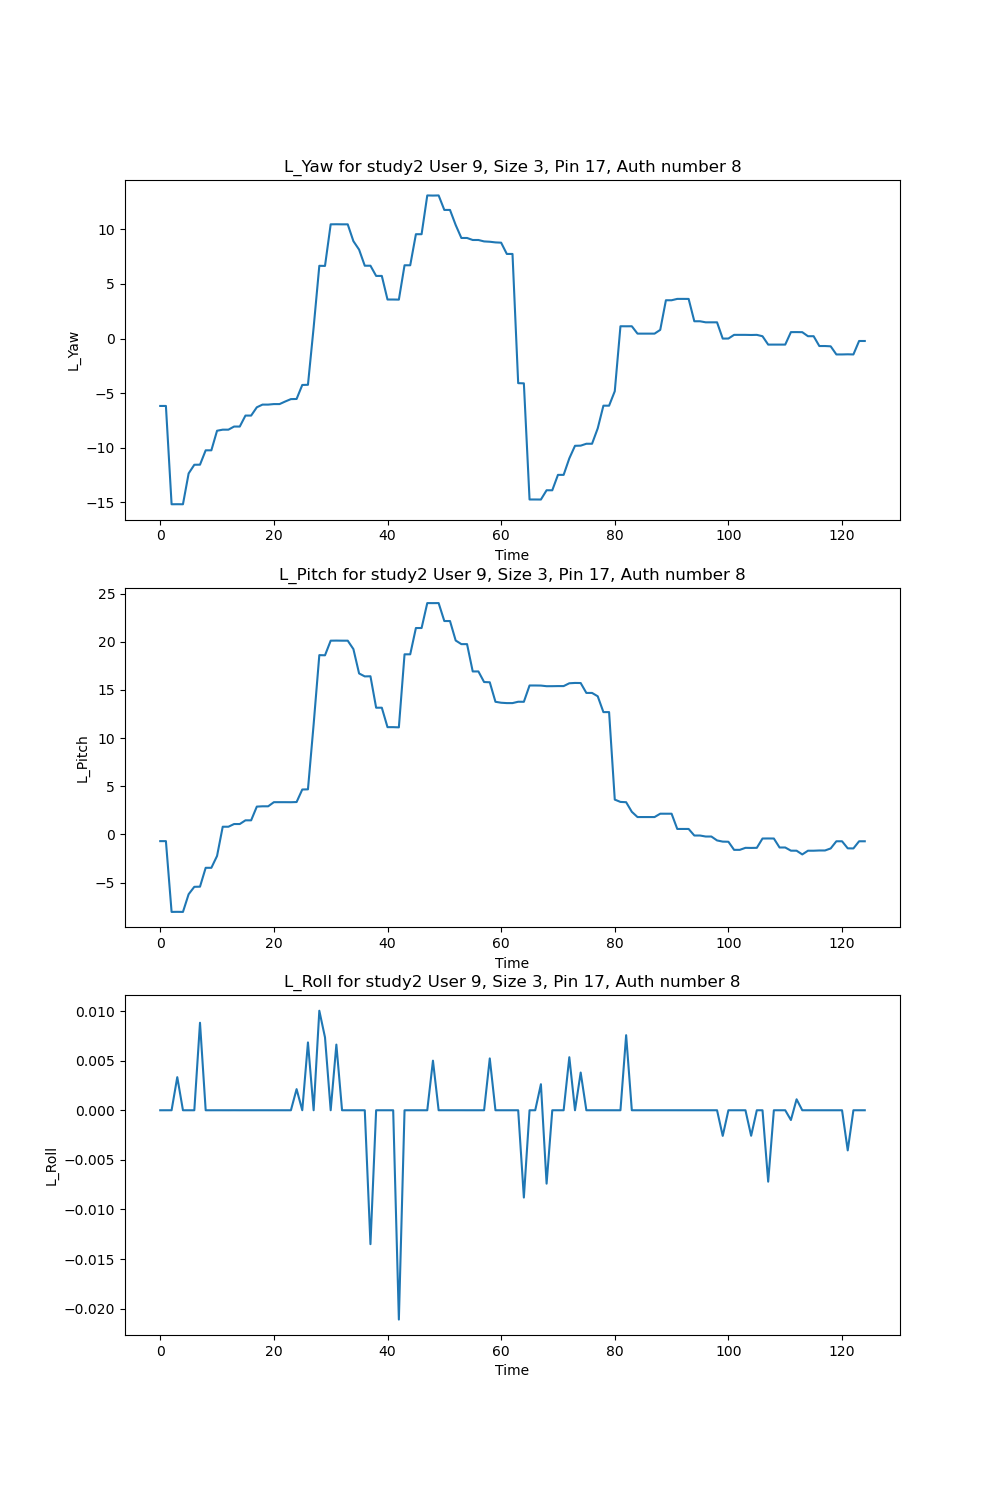 L_Yaw for study2 User 9, Size 3, Pin 17, Auth number 8
10
5
0
−5
−10
−15
L_Yaw
0 20 40 60 80 100 120
Time
L_Pitch for study2 User 9, Size 3, Pin 17, Auth number 8
25
20
15
10
5
0
−5
L_Pitch
0 20 40 60 80 100 120
Time
L_Roll for study2 User 9, Size 3, Pin 17, Auth number 8
0.010
0.005
0.000
−0.005
−0.010
−0.015
−0.020
L_Roll
0 20 40 60 80 100 120
Time